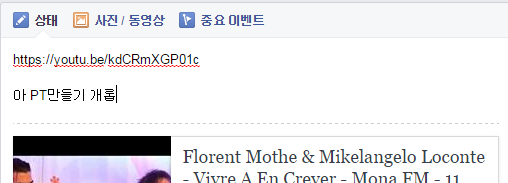 상태 사진 / 동영상 중요 이벤트
https://youtu.be/kdCRmXGP01c
아 PT만들기 개롭
Florent Mothe & Mikelangelo Loconte
- Vivre A En Crever - Mona FM - 11